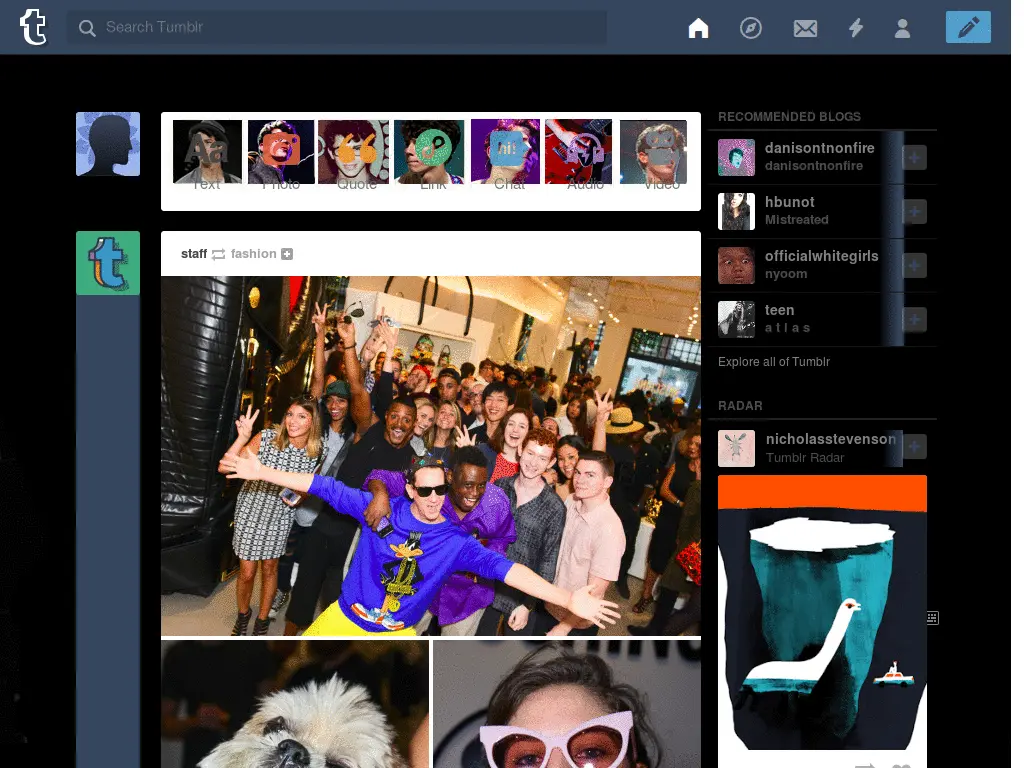 Search Tumblr
Text
Photo
Quote
Link
hi!
Chat
Audio
Video
staff fashion
RECOMMENDED BLOGS
danisontnonfire
danisontnonfire
hbunot
Mistreated
officialwhitegirls
nyoom
teen
a t l a s
Explore all of Tumblr
RADAR
nicholasstevenson
Tumblr Radar